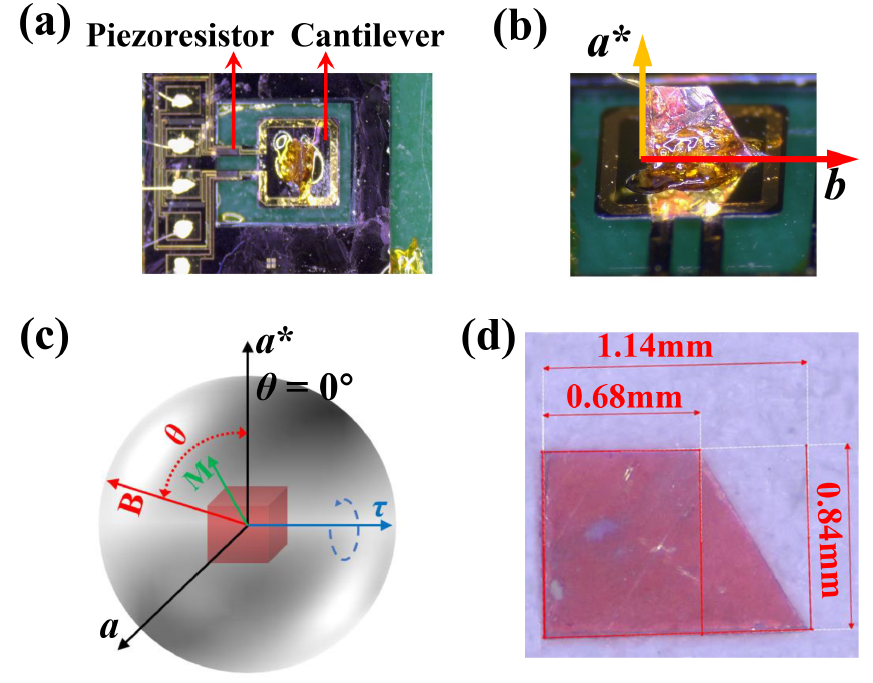 (a)
Piezoresistor Cantilever
(b)
a*
b
(c)
a*
θ = 0°
θ
M
B
τ
a
(d)
1.14mm
0.68mm
0.84mm